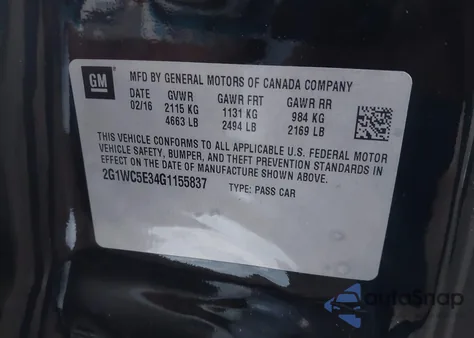 GM
MFD BY GENERAL MOTORS OF CANADA COMPANY
DATE GVWR GAWR FRT GAWR RR
02/16 2115 KG 1131 KG 984 KG
4663 LB 2494 LB 2169 LB
THIS VEHICLE CONFORMS TO ALL APPLICABLE U.S. FEDERAL MOTOR
VEHICLE SAFETY, BUMPER, AND THEFT PREVENTION STANDARDS IN
EFFECT ON THE DATE OF MANUFACTURE SHOWN ABOVE.
2G1WC5E34G1155837 TYPE: PASS CAR
autoSnap